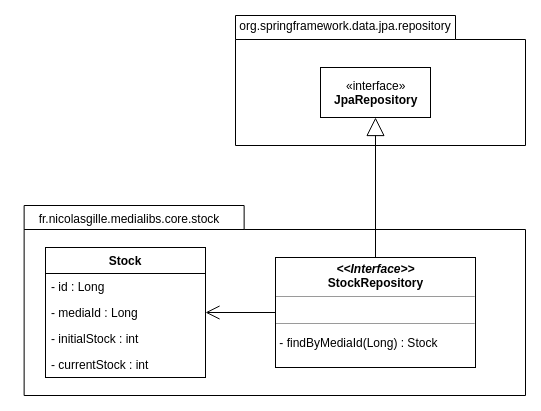 org.springframework.data.jpa.repository
«interface»
JpaRepository
fr.nicolasgille.medialibs.core.stock
Stock
- id : Long
- mediaId : Long
- initialStock : int
- currentStock : int
<<Interface>>
StockRepository
- findByMediaId(Long) : Stock